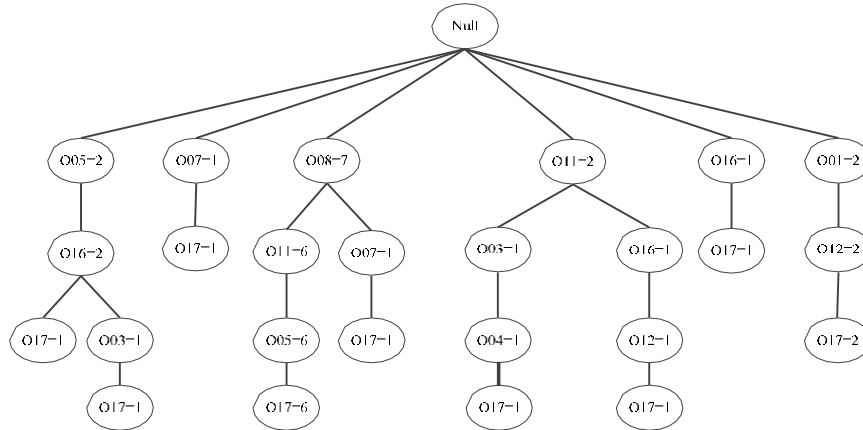 Null
O05-2 O07-1 O08-7 O11-2 O16-1 O01-2
O16-2 O17-1 O11-6 O07-1 O03-1 O16-1 O17-1 O12-2
O17-1 O03-1 O05-6 O17-1 O04-1 O12-1 O17-2
O17-1 O17-6 O17-1 O17-1